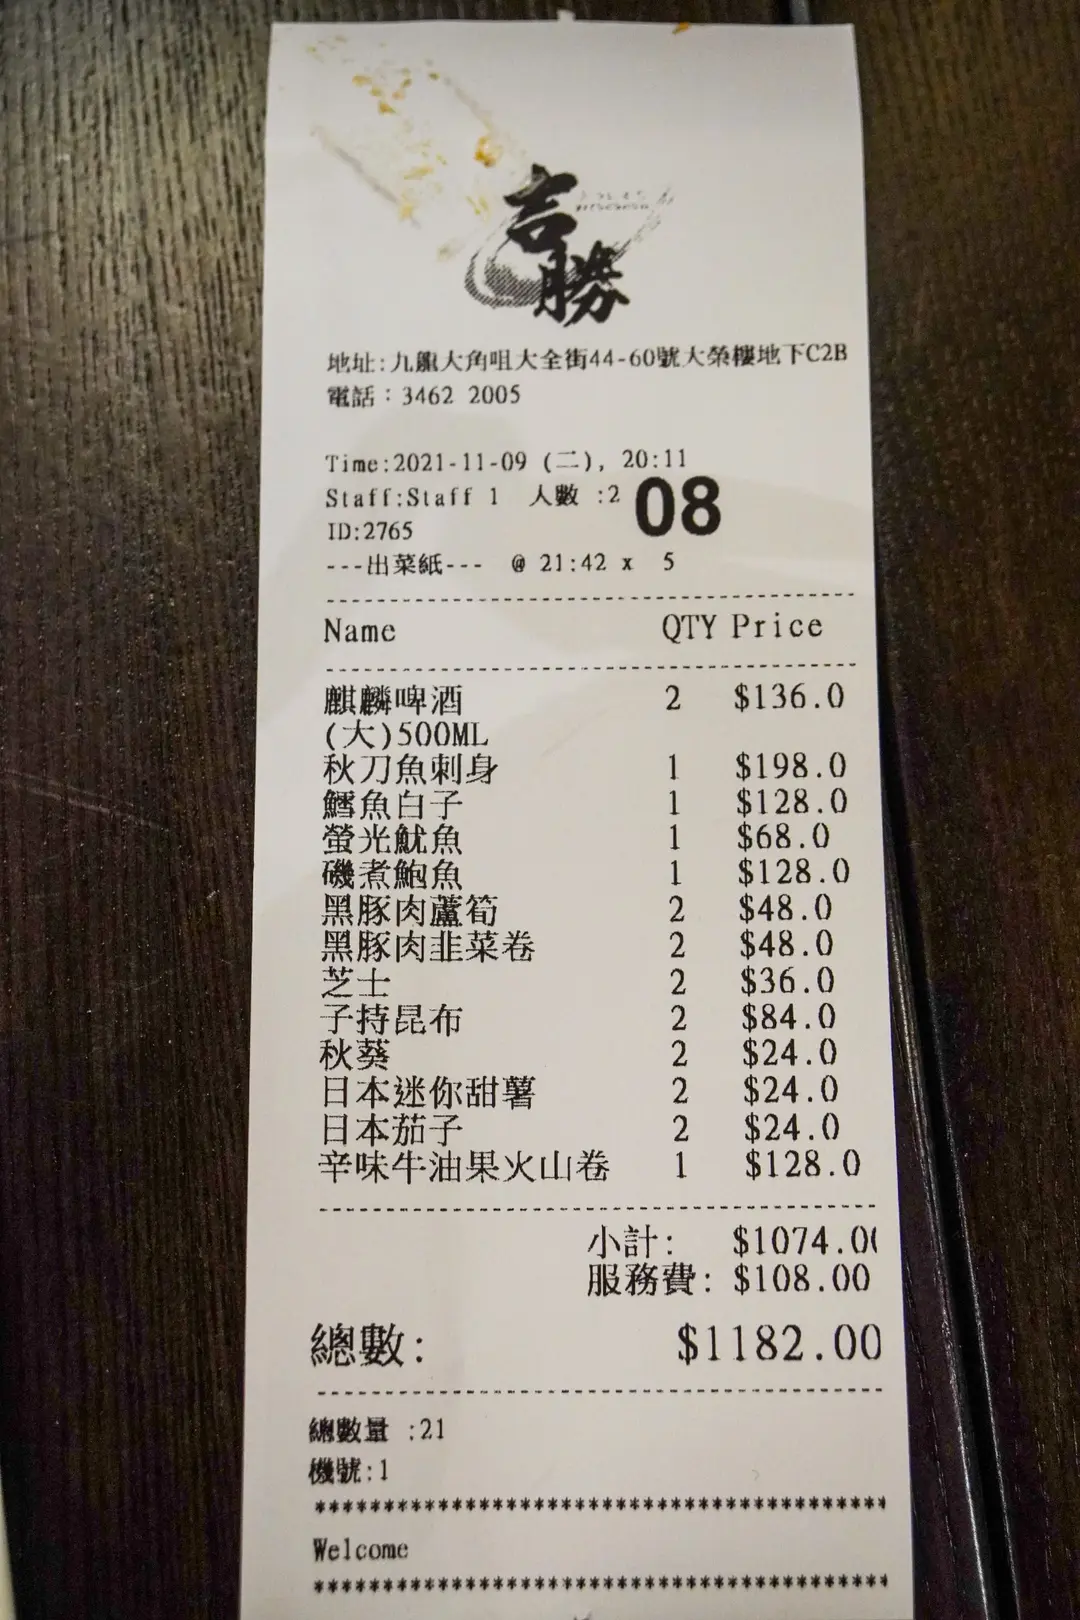 吉勝
地址:九龍大角咀大全街44-60號大榮樓地下C2B
電話：3462 2005
Time:2021-11-09 (二), 20:11
Staff:Staff 1 人數 :2 08
ID:2765
---出菜紙--- @ 21:42 x 5
Name QTY Price
麒麟啤酒 2 $136.0
(大)500ML
秋刀魚刺身 1 $198.0
鱈魚白子 1 $128.0
螢光魷魚 1 $68.0
磯煮鮑魚 1 $128.0
黑豚肉蘆筍 2 $48.0
黑豚肉韭菜卷 2 $48.0
芝士 2 $36.0
子持昆布 2 $84.0
秋葵 2 $24.0
日本迷你甜薯 2 $24.0
日本茄子 2 $24.0
辛味牛油果火山卷 1 $128.0
小計: $1074.0
服務費: $108.00
總數: $1182.00
總數量 :21
機號:1
****************************************
Welcome
****************************************